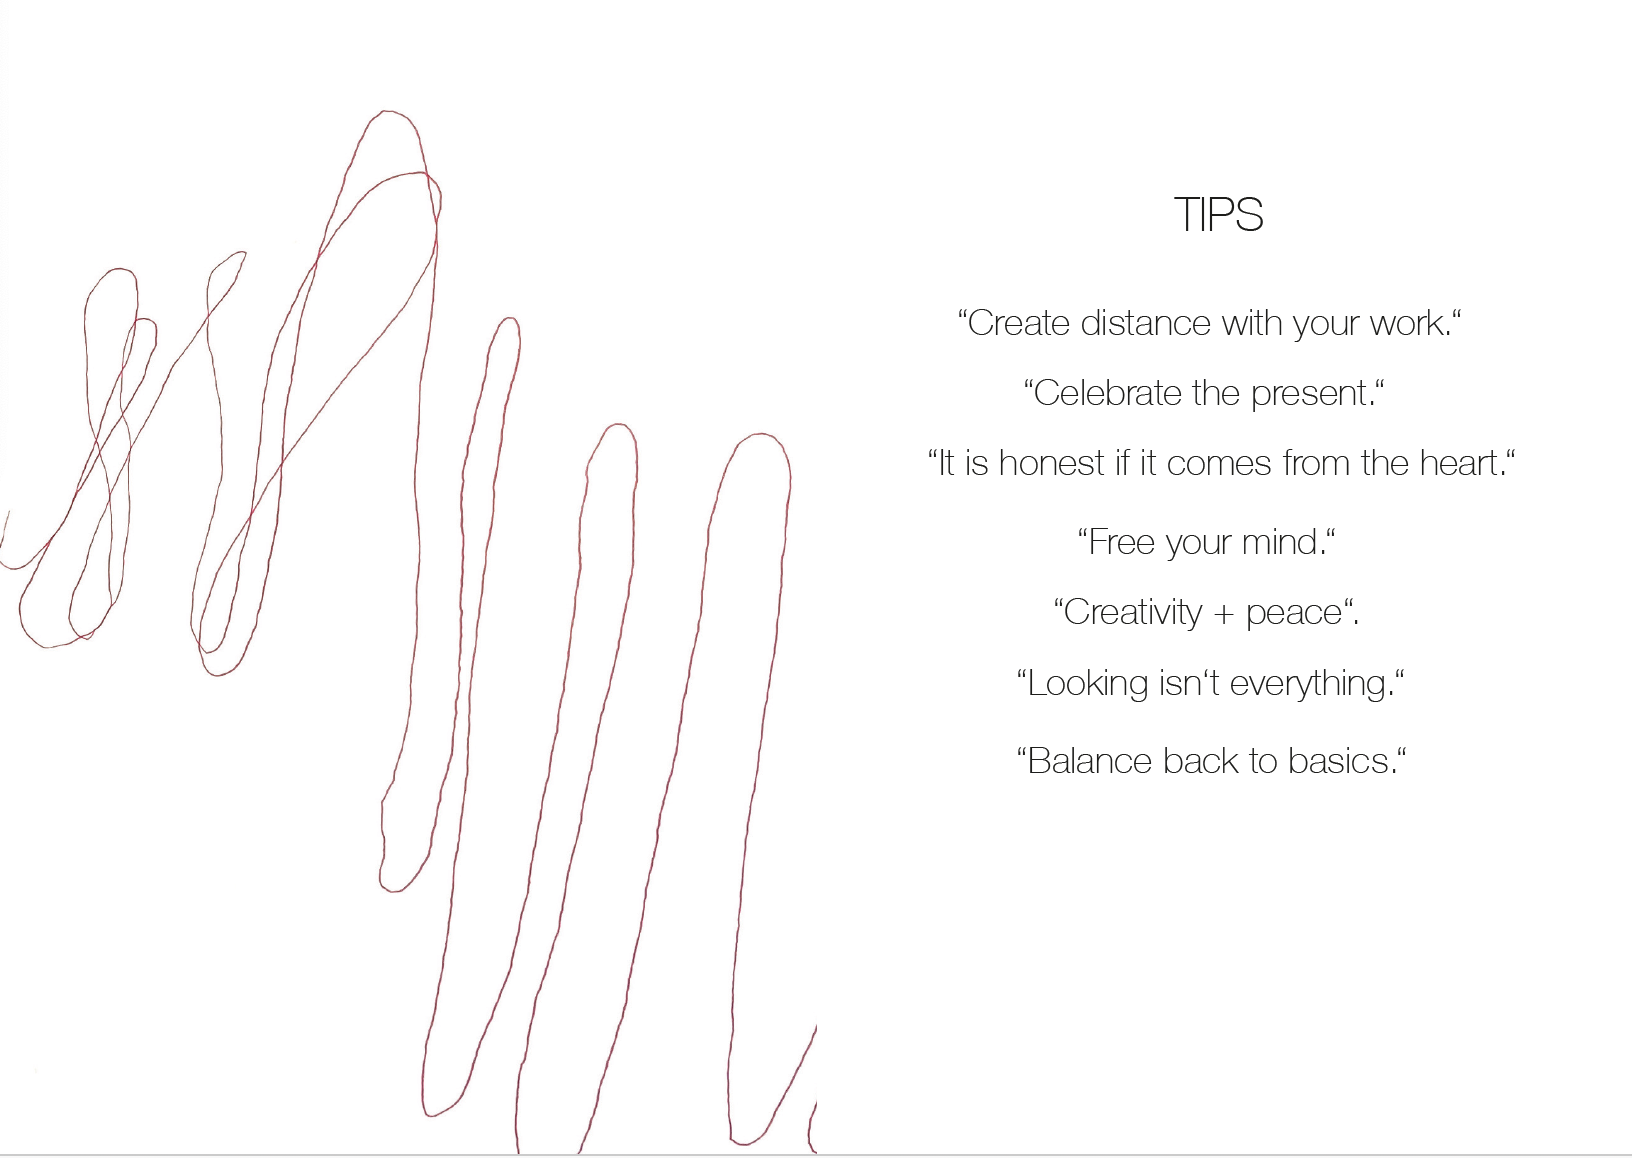 TIPS
“Create distance with your work.“
“Celebrate the present.“
“It is honest if it comes from the heart.“
“Free your mind.“
“Creativity + peace“.
“Looking isn‘t everything.“
“Balance back to basics.“